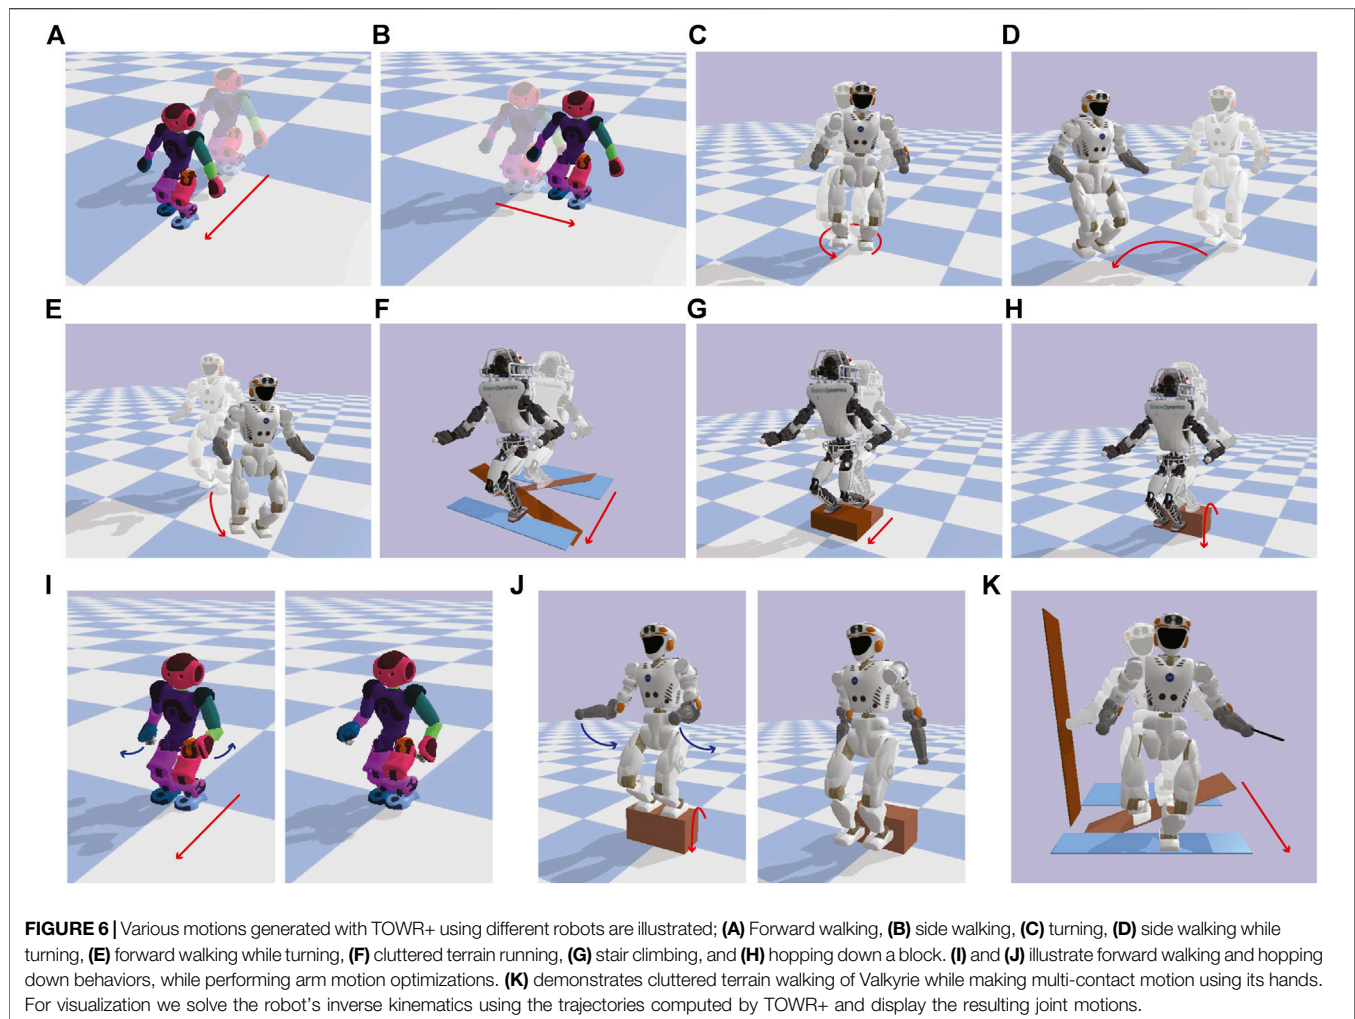 A
B
C
D
E
F
G
H
BostonDynamics
BostonDynamics
BostonDynamics
I
J
K
FIGURE 6 | Various motions generated with TOWR+ using different robots are illustrated; (A) Forward walking, (B) side walking, (C) turning, (D) side walking while
turning, (E) forward walking while turning, (F) cluttered terrain running, (G) stair climbing, and (H) hopping down a block. (I) and (J) illustrate forward walking and hopping
down behaviors, while performing arm motion optimizations. (K) demonstrates cluttered terrain walking of Valkyrie while making multi-contact motion using its hands.
For visualization we solve the robot's inverse kinematics using the trajectories computed by TOWR+ and display the resulting joint motions.